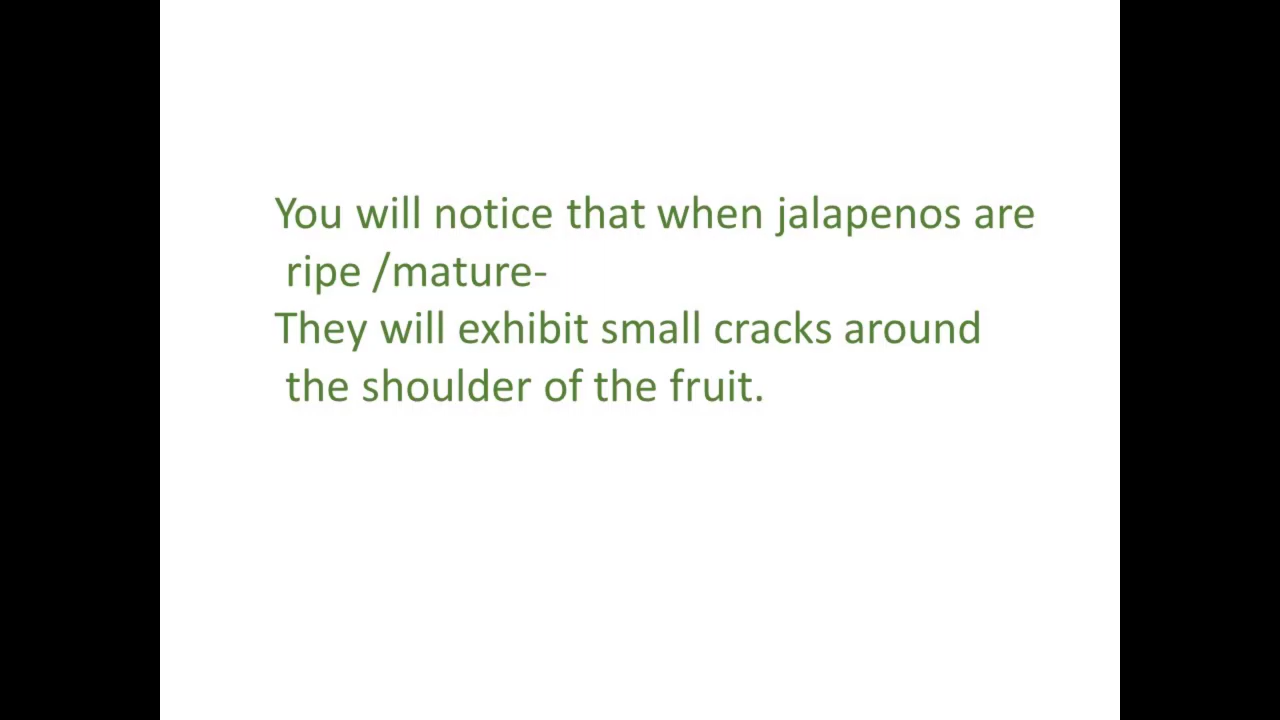 You will notice that when jalapenos are
ripe /mature-
They will exhibit small cracks around
the shoulder of the fruit.